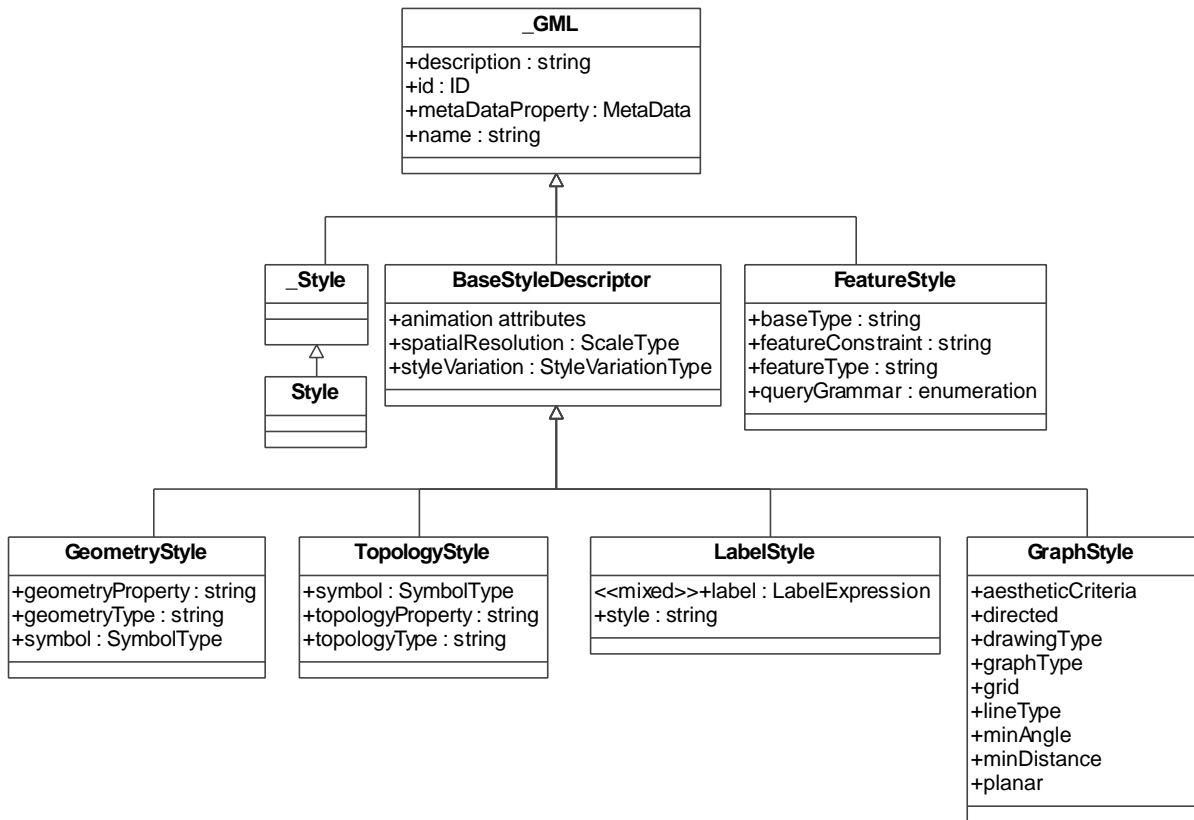 _GML
+description : string
+id : ID
+metaDataProperty : MetaData
+name : string
_Style
Style
BaseStyleDescriptor
+animation attributes
+spatialResolution : ScaleType
+styleVariation : StyleVariationType
FeatureStyle
+baseType : string
+featureConstraint : string
+featureType : string
+queryGrammar : enumeration
GeometryStyle
+geometryProperty : string
+geometryType : string
+symbol : SymbolType
TopologyStyle
+symbol : SymbolType
+topologyProperty : string
+topologyType : string
LabelStyle
<<mixed>>+label : LabelExpression
+style : string
GraphStyle
+aestheticCriteria
+directed
+drawingType
+graphType
+grid
+lineType
+minAngle
+minDistance
+planar